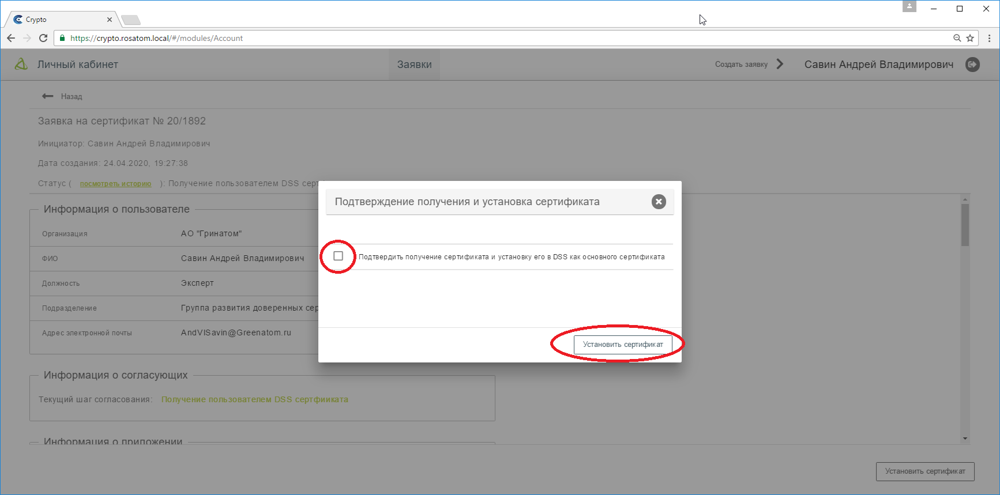 Crypto
https://crypto.rosatom.local/#/modules/Account
Личный кабинет
Заявки
Создать заявку
Савин Андрей Владимирович
Назад
Заявка на сертификат № 20/1892
Инициатор: Савин Андрей Владимирович
Дата создания: 24.04.2020, 19:27:38
Статус ( посмотреть историю ): Получение пользователем DSS серт
Подтверждение получения и установка сертификата
Подтвердить получение сертификата и установку его в DSS как основного сертификата
Установить сертификат
Информация о пользователе
Организация АО "Гринатом"
ФИО Савин Андрей Владимирович
Должность Эксперт
Подразделение Группа развития доверенных сер
Адрес электронной почты AndVlSavin@Greenatom.ru
Информация о согласующих
Текущий шаг согласования: Получение пользователем DSS сертфииката
Информация о приложении
Установить сертификат